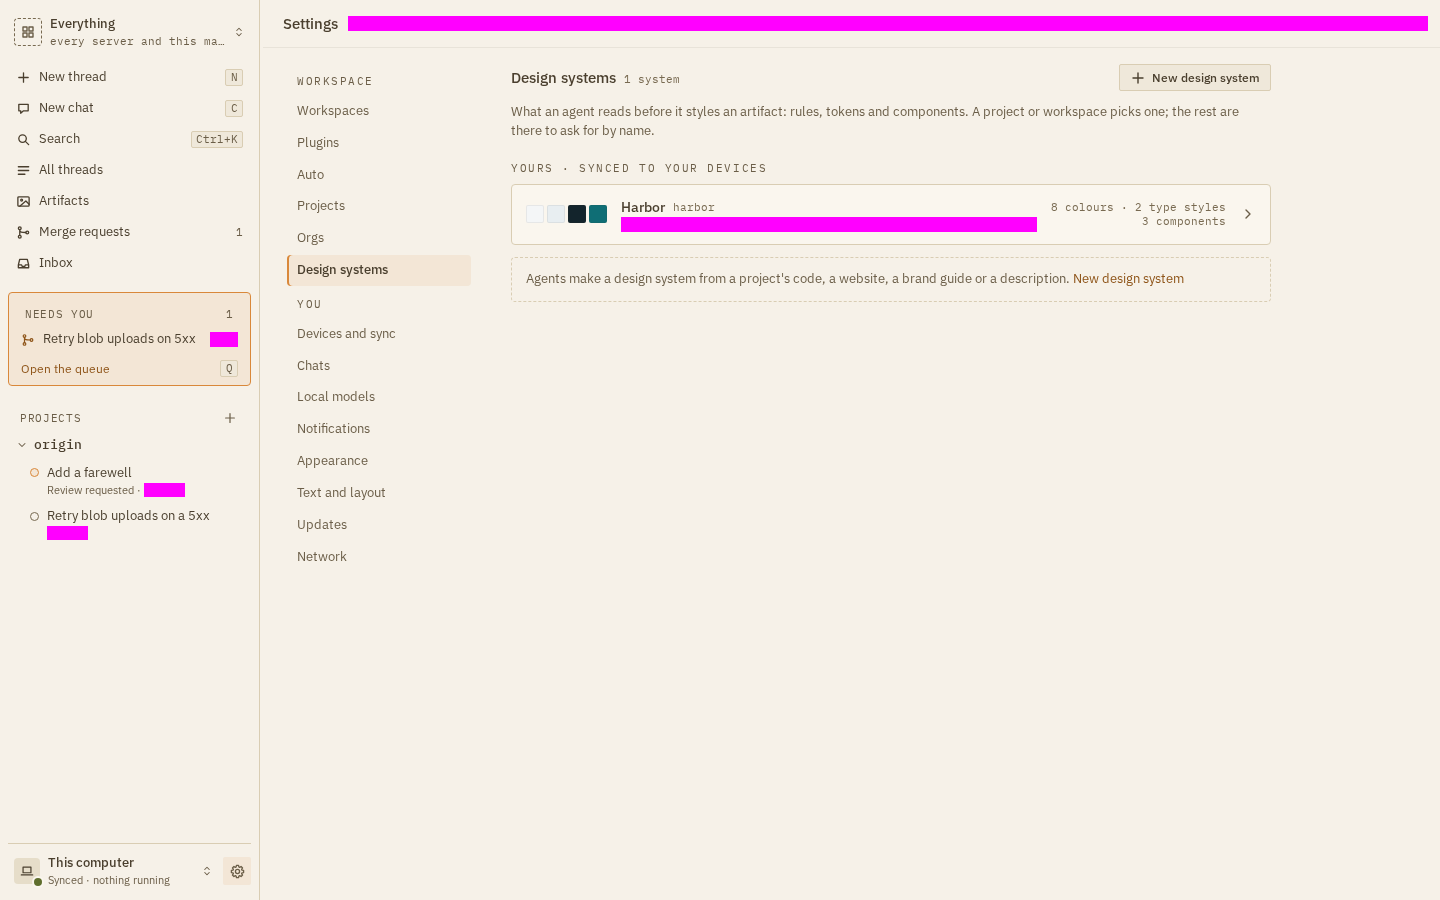 Everything
every server and this ma…
New thread N
New chat C
Search Ctrl+K
All threads
Artifacts
Merge requests 1
Inbox
NEEDS YOU 1
Retry blob uploads on 5xx
Open the queue Q
PROJECTS
origin
Add a farewell
Review requested ·
Retry blob uploads on a 5xx
This computer
Synced · nothing running
Settings
WORKSPACE
Workspaces
Plugins
Auto
Projects
Orgs
Design systems
YOU
Devices and sync
Chats
Local models
Notifications
Appearance
Text and layout
Updates
Network
Design systems 1 system
New design system
What an agent reads before it styles an artifact: rules, tokens and components. A project or workspace picks one; the rest are
there to ask for by name.
YOURS · SYNCED TO YOUR DEVICES
Harbor harbor
8 colours · 2 type styles
3 components
Agents make a design system from a project's code, a website, a brand guide or a description. New design system